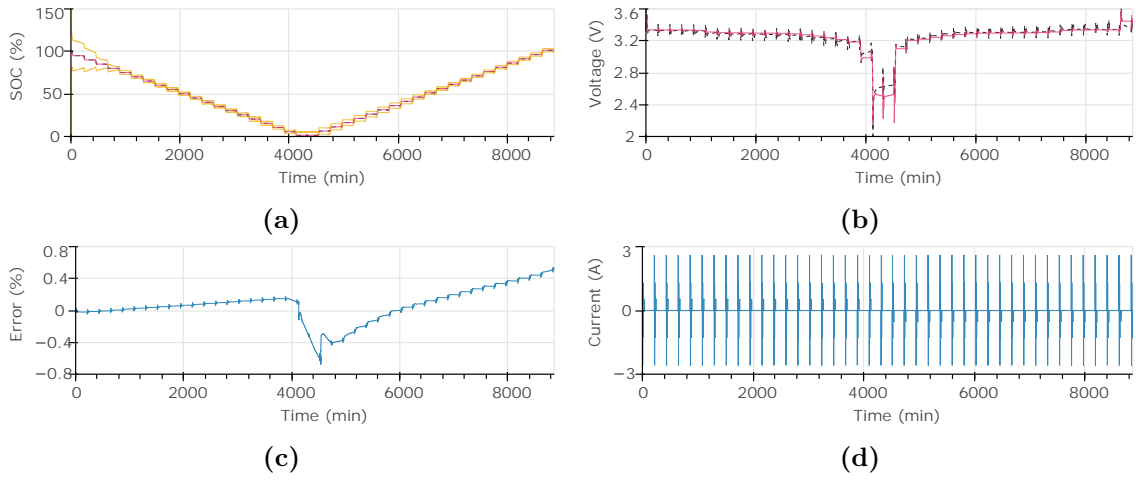 150
100
50
0
SOC (%)
0 2000 4000 6000 8000
Time (min)
(a)
3.6
3.2
2.8
2.4
2
Voltage (V)
0 2000 4000 6000 8000
Time (min)
(b)
0.8
0.4
0
−0.4
−0.8
Error (%)
0 2000 4000 6000 8000
Time (min)
(c)
3
0
−3
Current (A)
0 2000 4000 6000 8000
Time (min)
(d)